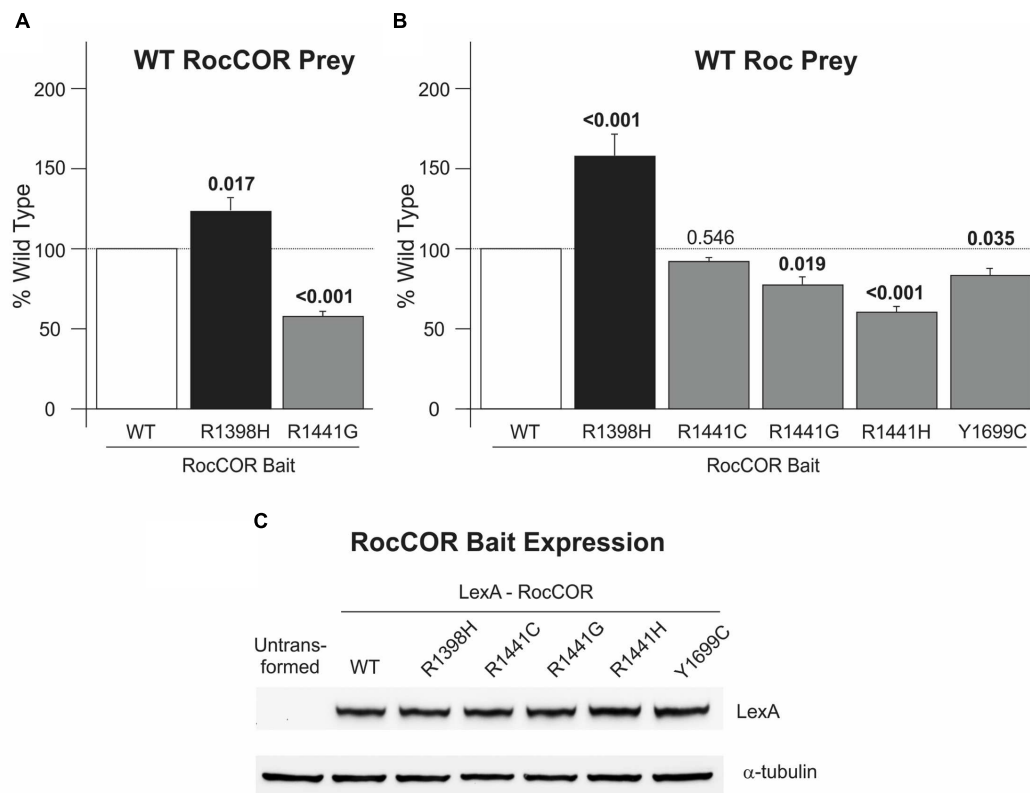 A
WT RocCOR Prey
% Wild Type
200
150
100
50
0
0.017
<0.001
WT R1398H R1441G
RocCOR Bait
B
WT Roc Prey
% Wild Type
200
150
100
50
0
<0.001
0.546
0.019
<0.001
0.035
WT R1398H R1441C R1441G R1441H Y1699C
RocCOR Bait
C
RocCOR Bait Expression
LexA - RocCOR
Untrans-
formed
WT R1398H R1441C R1441G R1441H Y1699C
LexA
α-tubulin